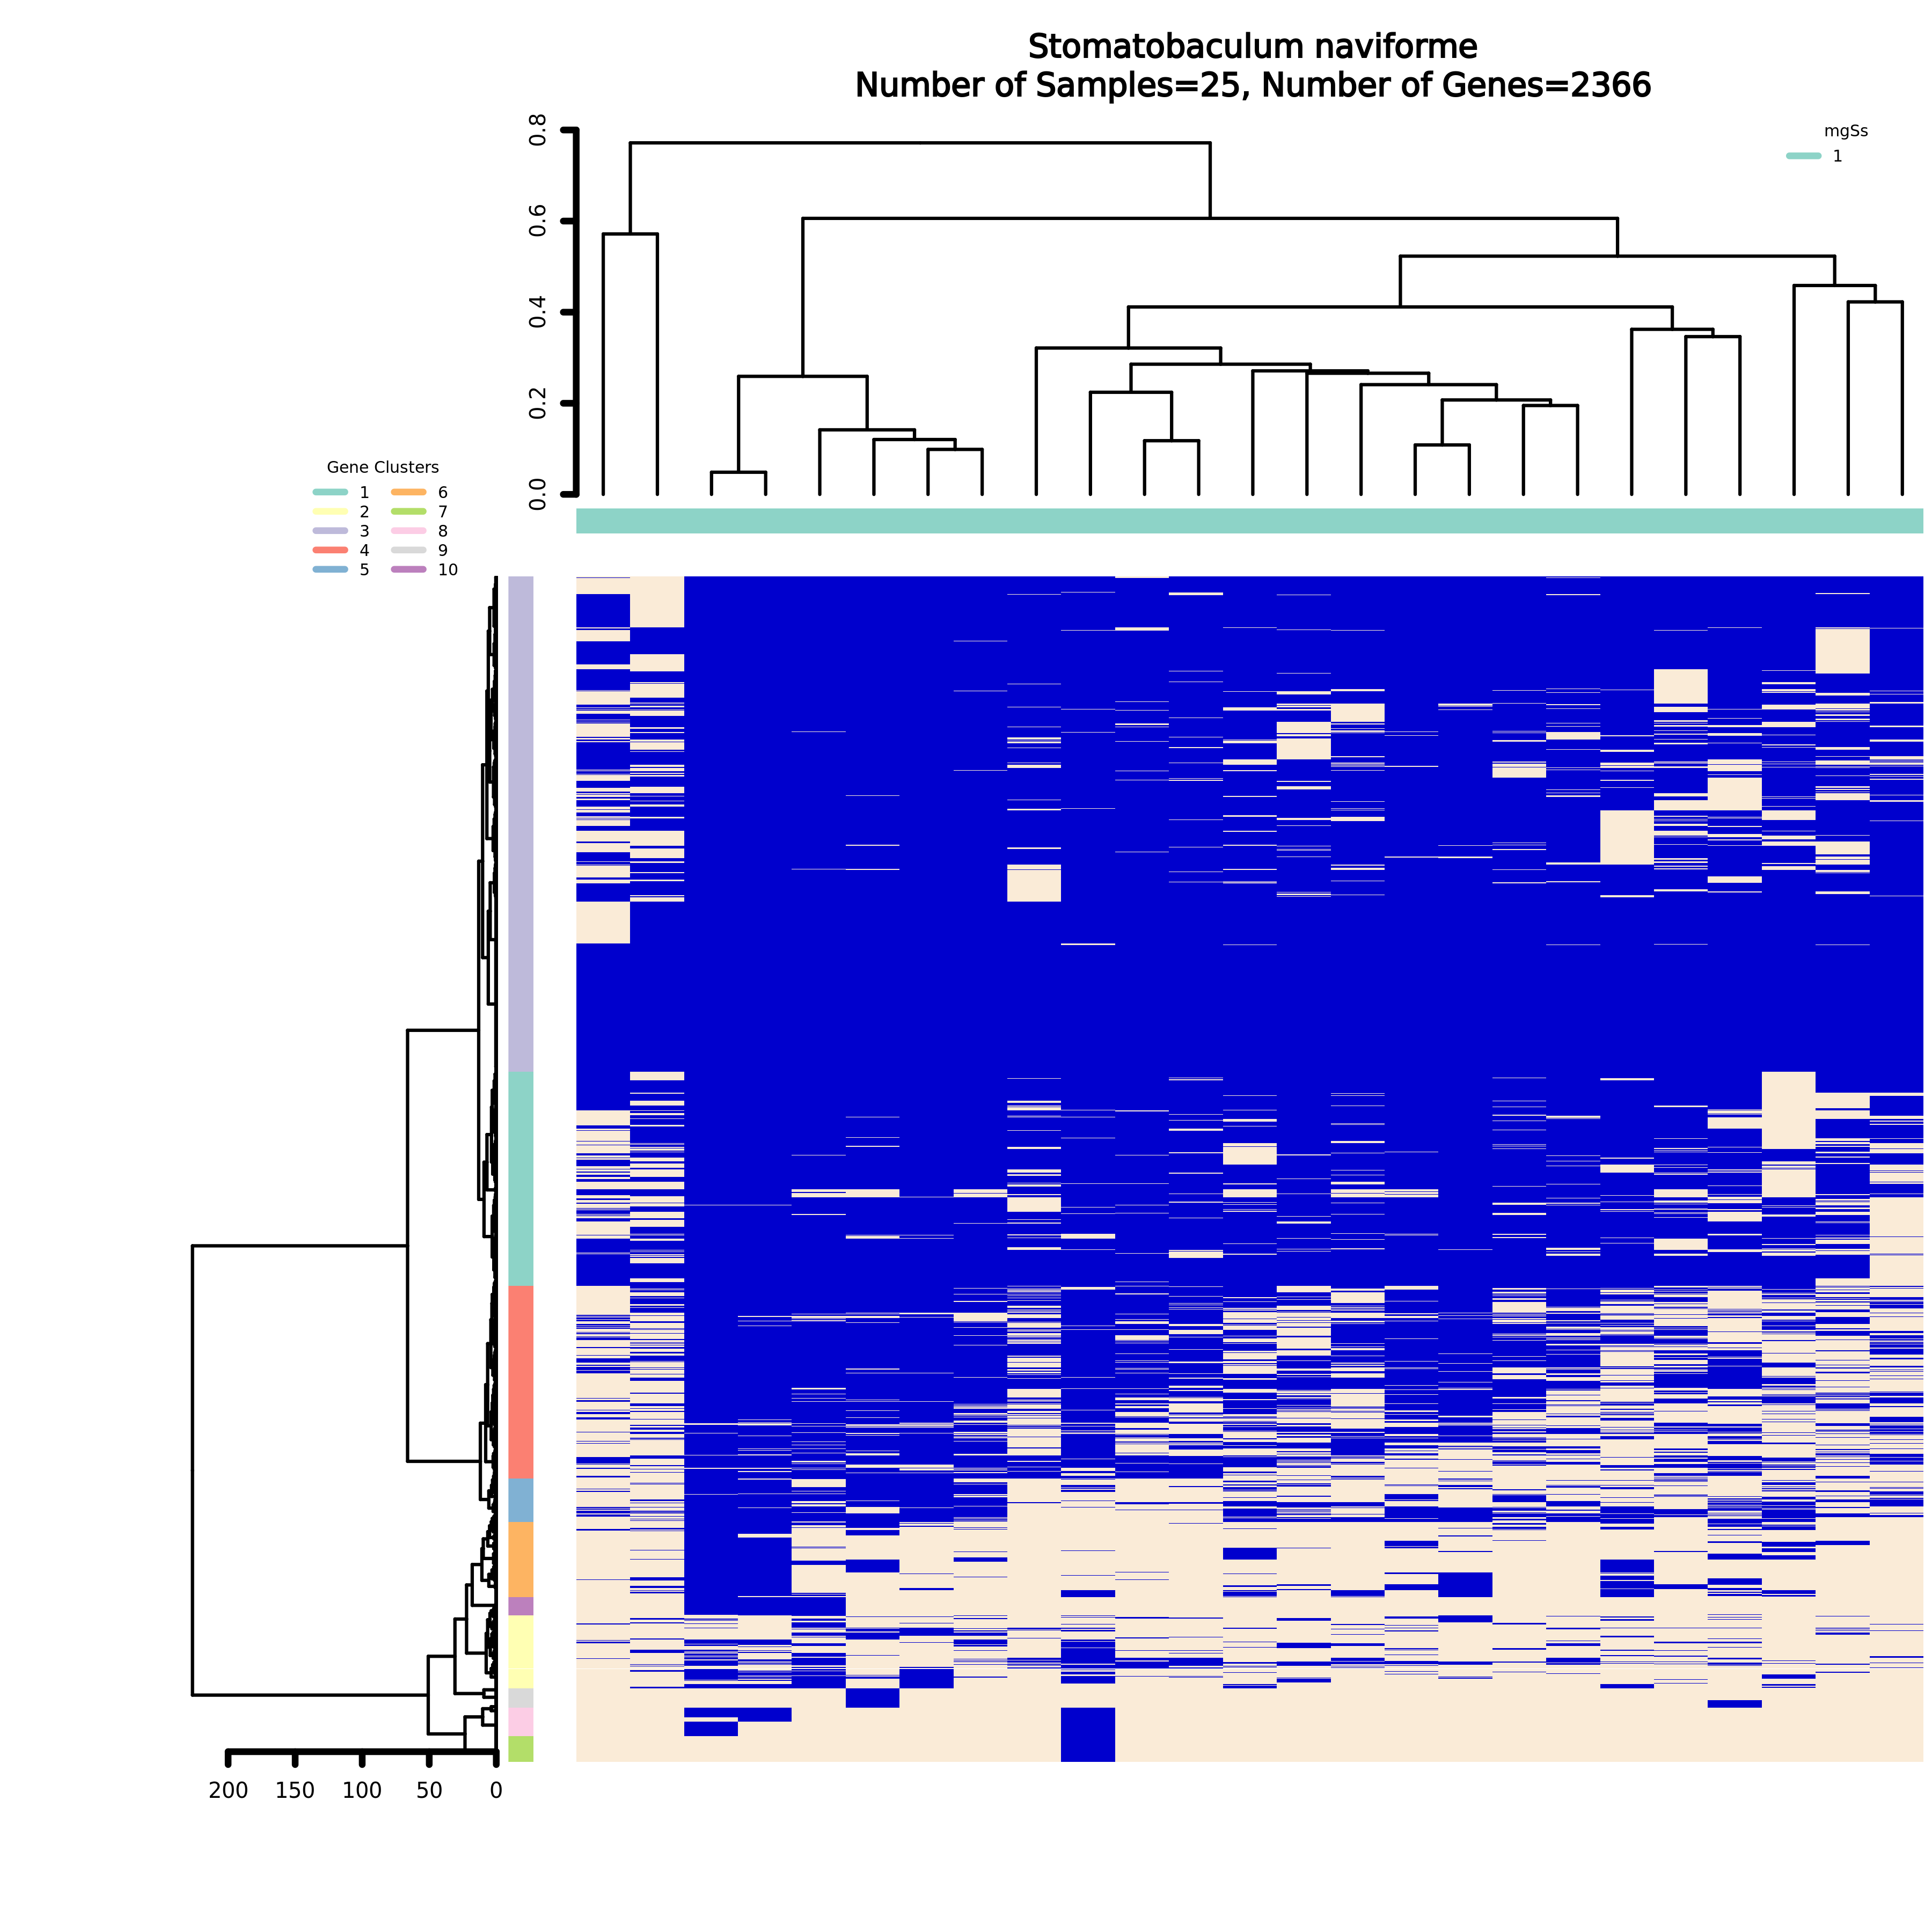 Stomatobaculum naviforme
Number of Samples=25, Number of Genes=2366
0.8
0.6
0.4
0.2
0.0
mgSs
1
Gene Clusters
1 6
2 7
3 8
4 9
5 10
200 150 100 50 0